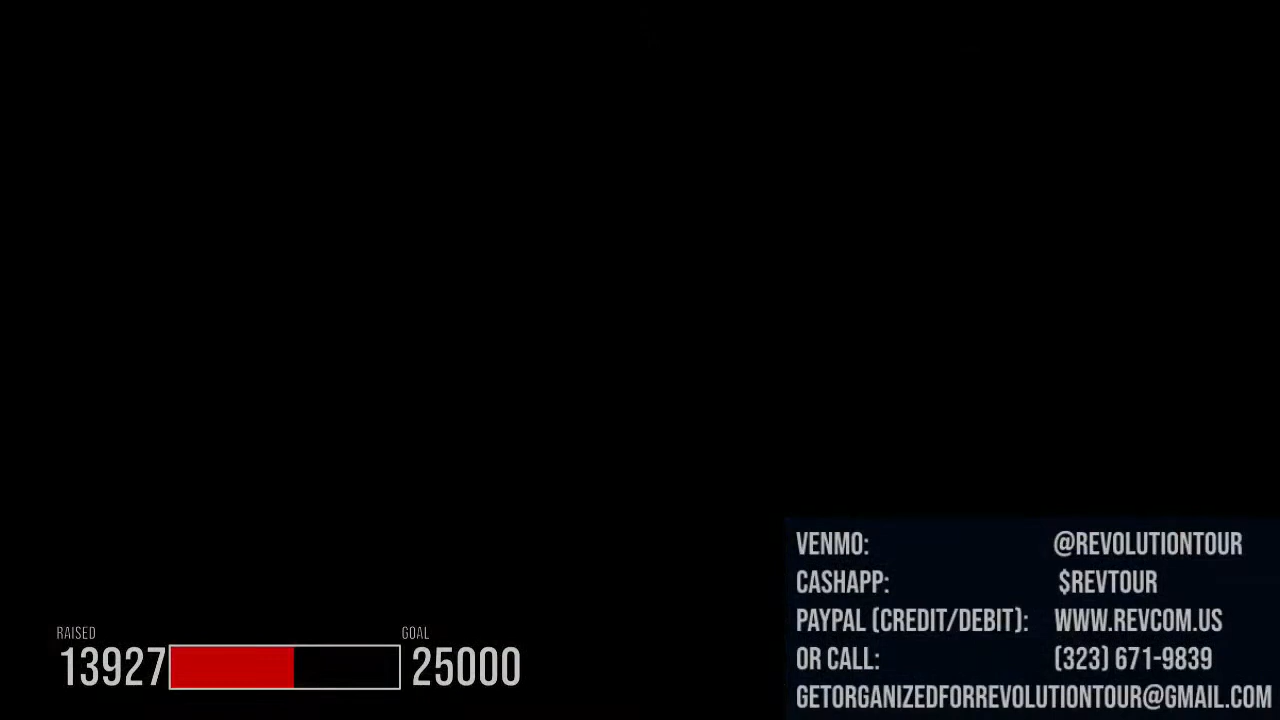 VENMO: @REVOLUTIONTOUR
CASHAPP: $REVTOUR
PAYPAL (CREDIT/DEBIT): WWW.REVCOM.US
OR CALL: (323) 671-9839
GETORGANIZEDFORREVOLUTIONTOUR@GMAIL.COM
RAISED GOAL
13927 25000